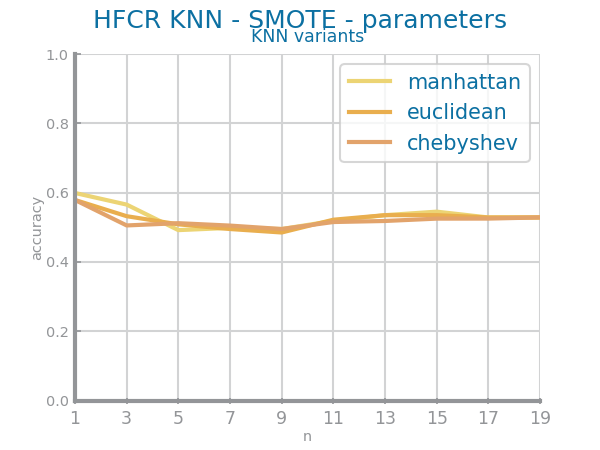 HFCR KNN - SMOTE - parameters
KNN variants
manhattan
euclidean
chebyshev
accuracy
1.0
0.8
0.6
0.4
0.2
0.0
1 3 5 7 9 11 13 15 17 19
n